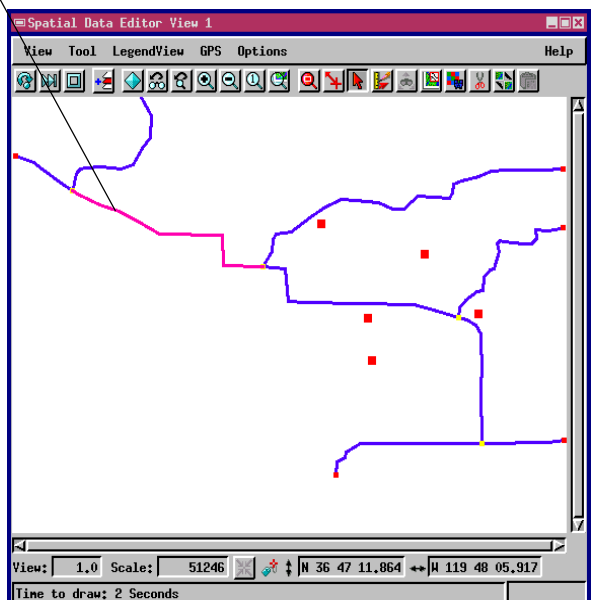 Spatial Data Editor View 1
View Tool LegendView GPS Options Help
View: 1.0 Scale: 51246 N 36 47 11.864 W 119 48 05.917
Time to draw: 2 Seconds